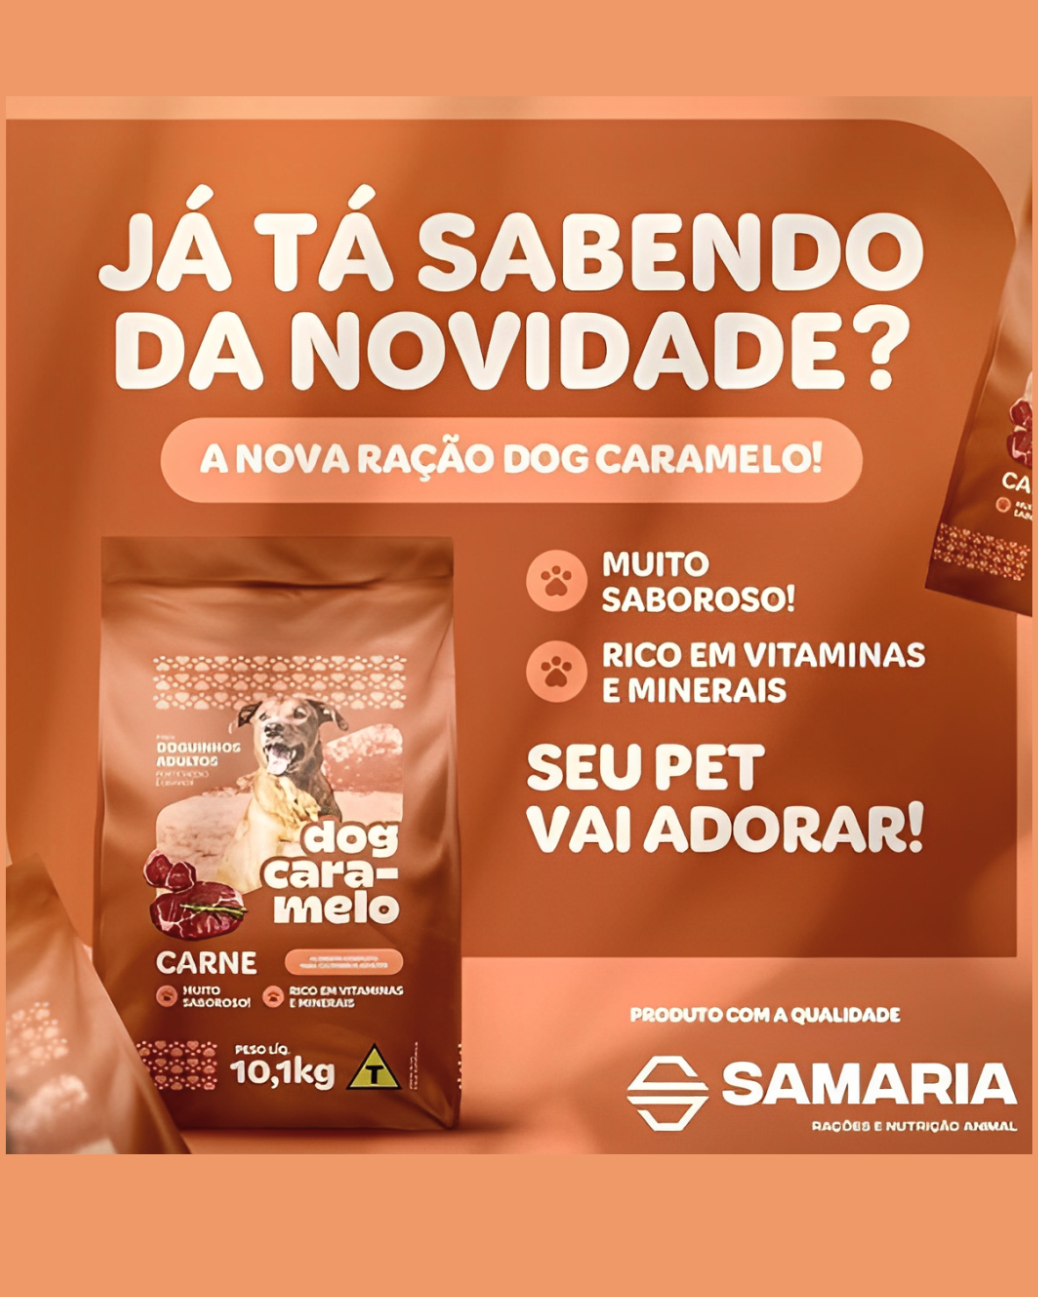 JÁ TÁ SABENDO
DA NOVIDADE?
A NOVA RAÇÃO DOG CARAMELO!
MUITO
SABOROSO!
RICO EM VITAMINAS
E MINERAIS
SEU PET
VAI ADORAR!
DOGUINHOS
ADULTOS
dog
cara-
melo
CARNE
MUITO
SABOROSO!
RICO EM VITAMINAS
E MINERAIS
PESO LÍQ.
10,1kg
T
CA
PRODUTO COM A QUALIDADE
SAMARIA
RAÇÕES E NUTRIÇÃO ANIMAL